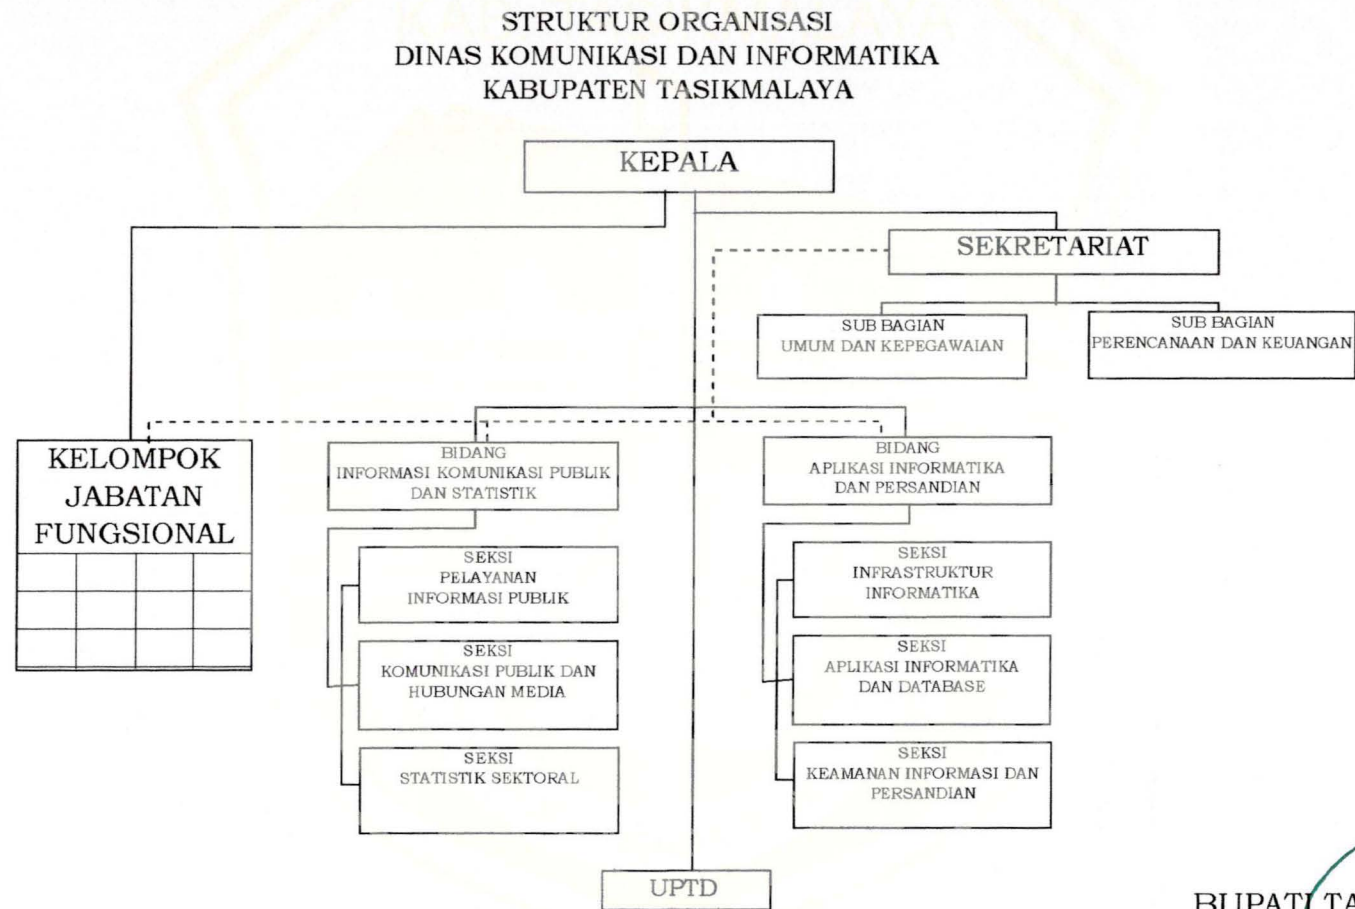 STRUKTUR ORGANISASI
DINAS KOMUNIKASI DAN INFORMATIKA
KABUPATEN TASIKMALAYA
KEPALA
SEKRETARIAT
SUB BAGIAN
UMUM DAN KEPEGAWAIAN
SUB BAGIAN
PERENCANAAN DAN KEUANGAN
KELOMPOK
JABATAN
FUNGSIONAL
BIDANG
INFORMASI KOMUNIKASI PUBLIK
DAN STATISTIK
SEKSI
PELAYANAN
INFORMASI PUBLIK
SEKSI
KOMUNIKASI PUBLIK DAN
HUBUNGAN MEDIA
SEKSI
STATISTIK SEKTORAL
BIDANG
APLIKASI INFORMATIKA
DAN PERSANDIAN
SEKSI
INFRASTRUKTUR
INFORMATIKA
SEKSI
APLIKASI INFORMATIKA
DAN DATABASE
SEKSI
KEAMANAN INFORMASI DAN
PERSANDIAN
UPTD
BUPATI TA